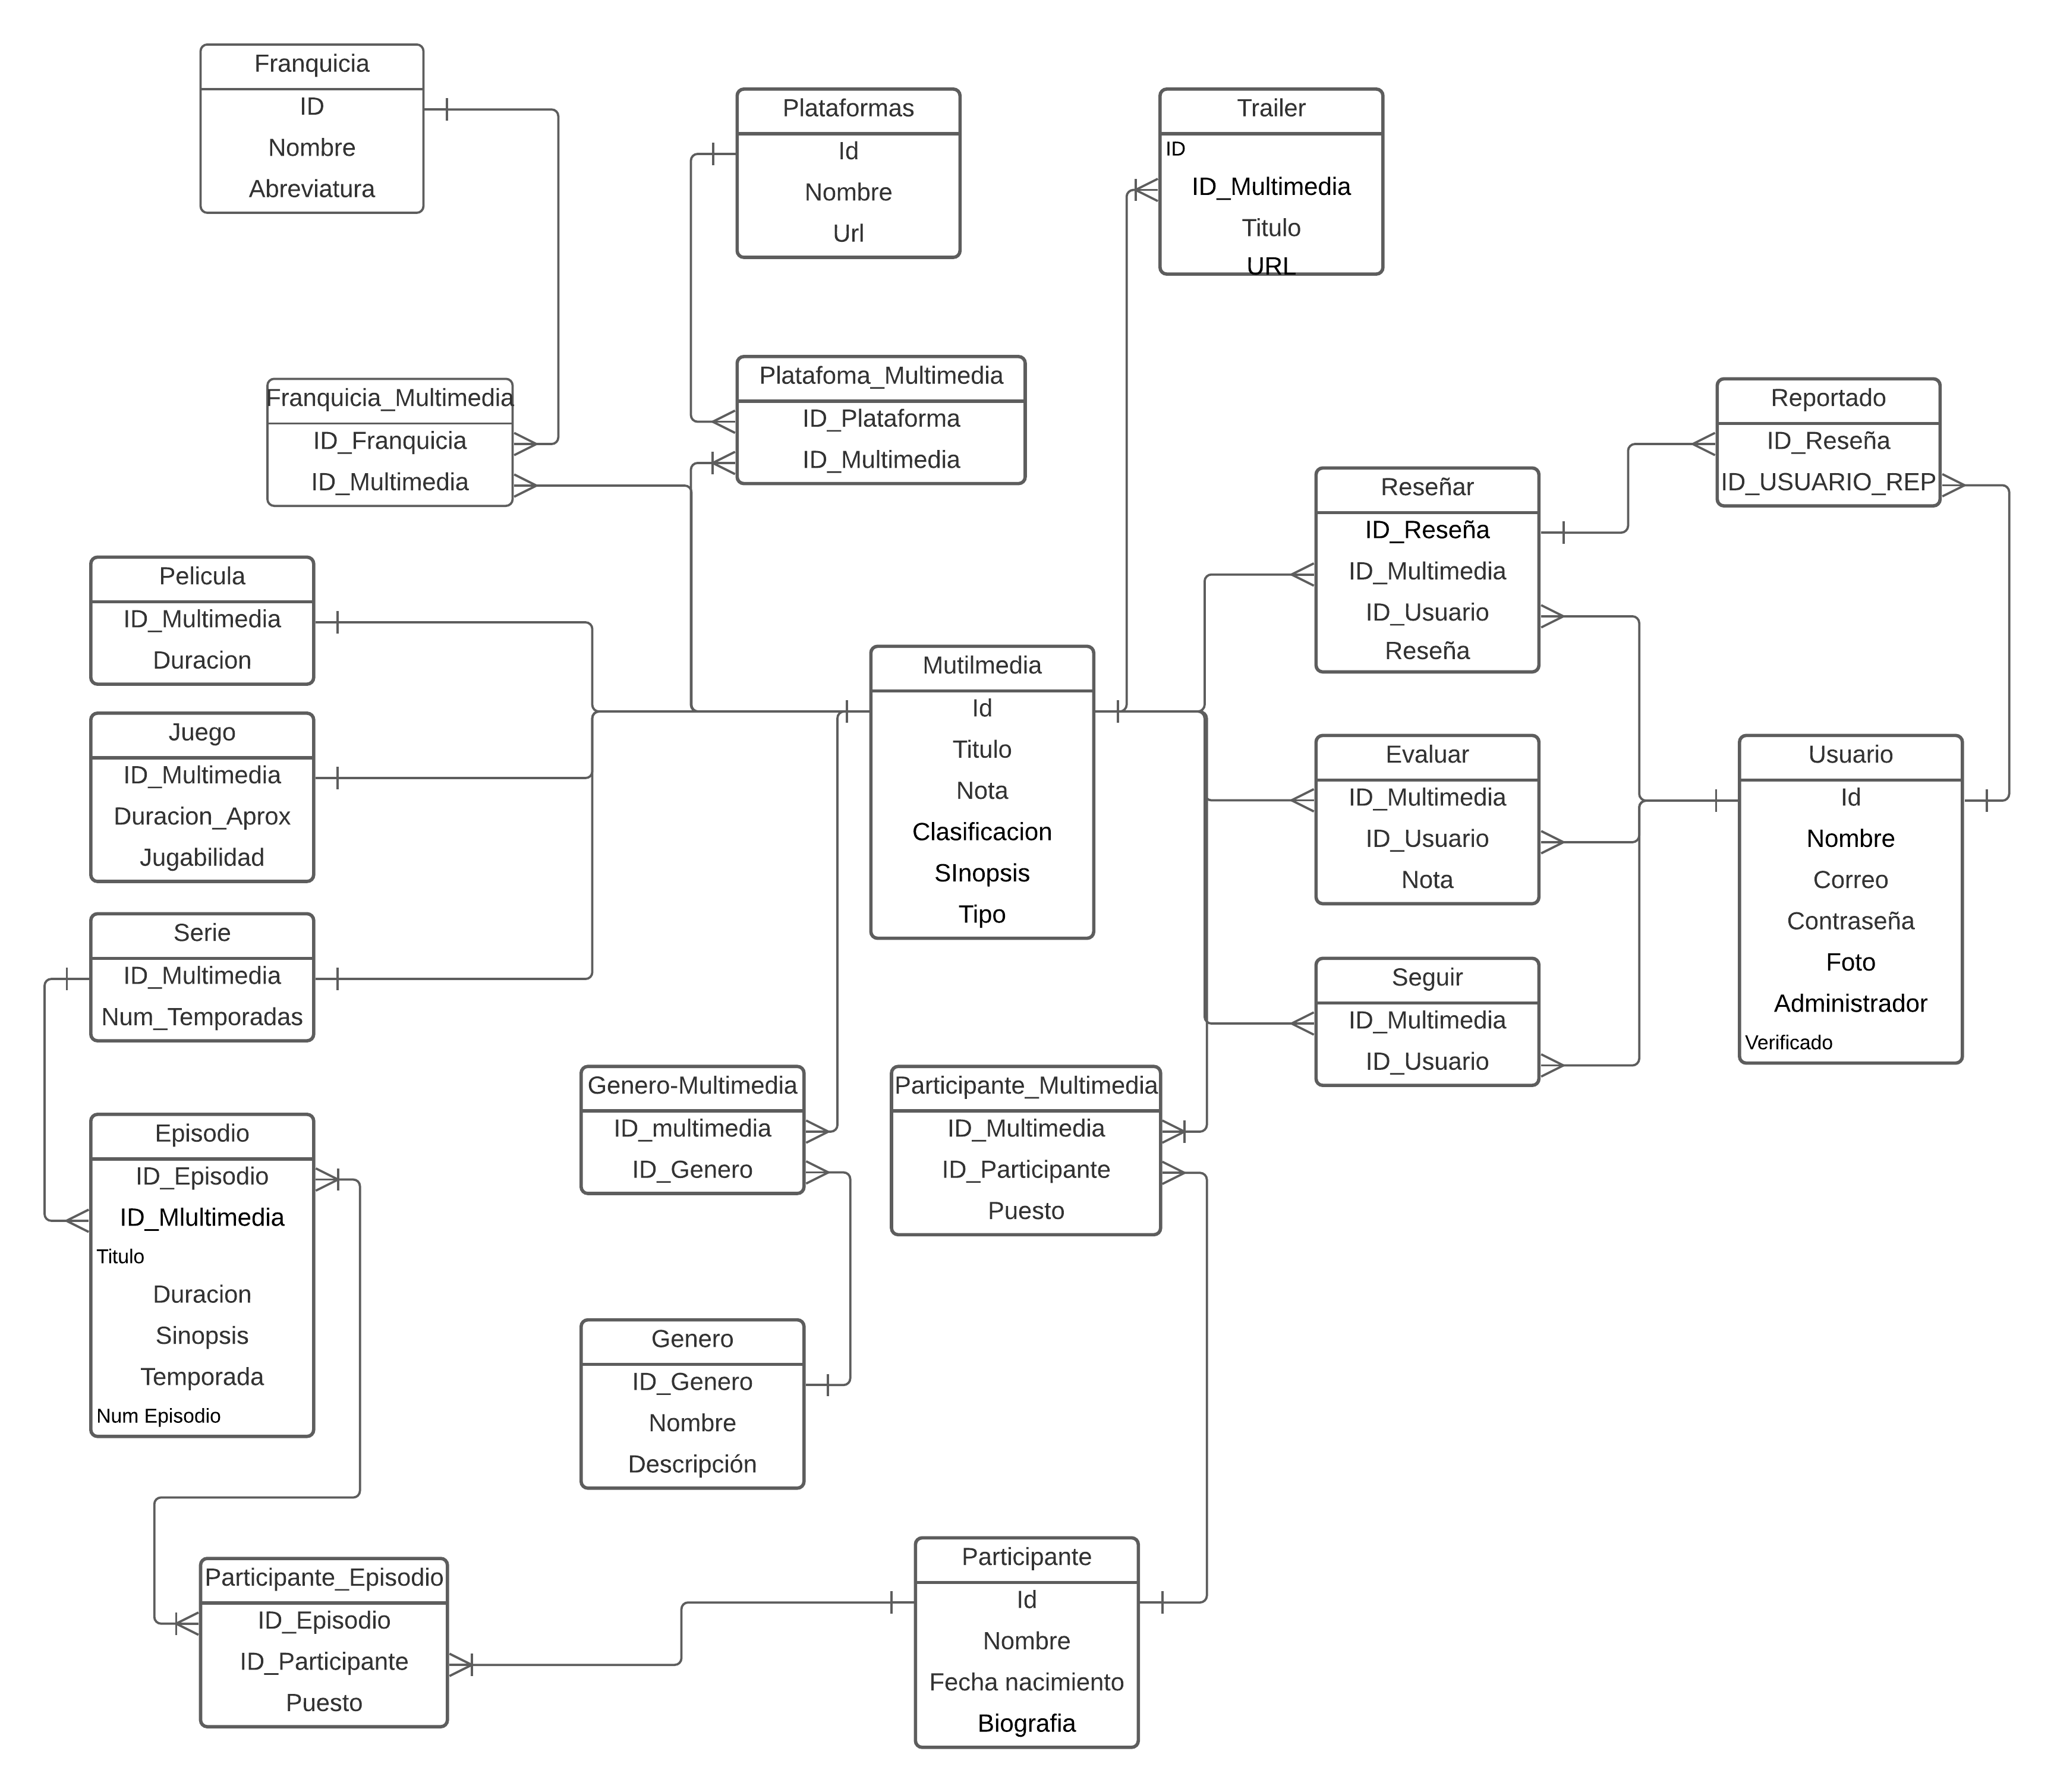 Franquicia
ID
Nombre
Abreviatura
Plataformas
Id
Nombre
Url
Trailer
ID
ID_Multimedia
Titulo
URL
Franquicia_Multimedia
ID_Franquicia
ID_Multimedia
Platafoma_Multimedia
ID_Plataforma
ID_Multimedia
Reportado
ID_Reseña
ID_USUARIO_REP
Reseñar
ID_Reseña
ID_Multimedia
ID_Usuario
Reseña
Pelicula
ID_Multimedia
Duracion
Juego
ID_Multimedia
Duracion_Aprox
Jugabilidad
Serie
ID_Multimedia
Num_Temporadas
Mutilmedia
Id
Titulo
Nota
Clasificacion
SInopsis
Tipo
Evaluar
ID_Multimedia
ID_Usuario
Nota
Usuario
Id
Nombre
Correo
Contraseña
Foto
Administrador
Verificado
Seguir
ID_Multimedia
ID_Usuario
Genero-Multimedia
ID_multimedia
ID_Genero
Participante_Multimedia
ID_Multimedia
ID_Participante
Puesto
Episodio
ID_Episodio
ID_Mlultimedia
Titulo
Duracion
Sinopsis
Temporada
Num Episodio
Genero
ID_Genero
Nombre
Descripción
Participante_Episodio
ID_Episodio
ID_Participante
Puesto
Participante
Id
Nombre
Fecha nacimiento
Biografia